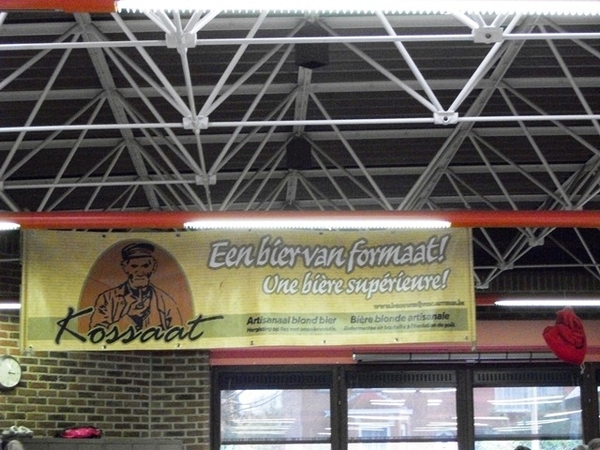 Een bier van formaat!
Une bière supérieure!
Kossaat
Artisanaal blond bier
Bière blonde artisanale